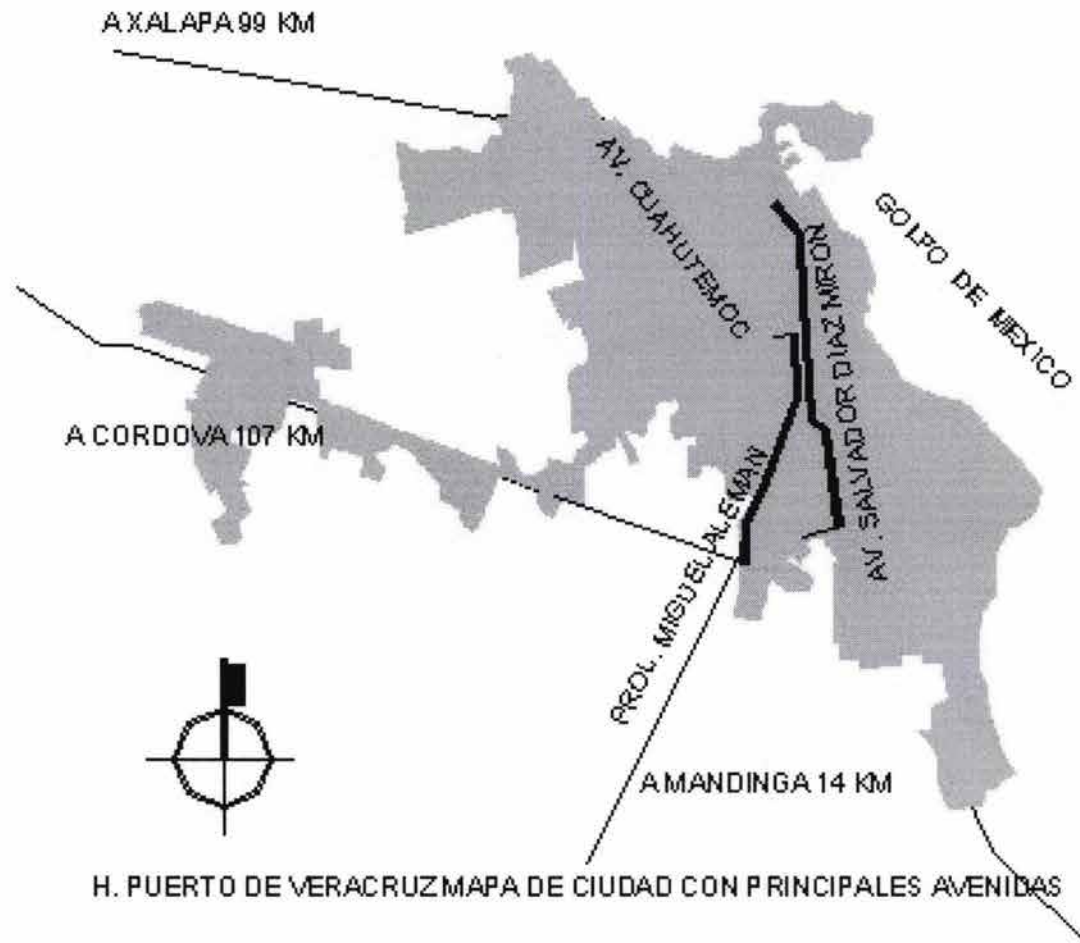 A XALAPA 99 KM
AV. CUAHUTEMOC
GOLPO DE MEXICO
AV. SALVADOR DIAZ MIRON
A CORDOVA 107 KM
PROL. MIGUEL ALEMAN
A MANDINGA 14 KM
H. PUERTO DE VERACRUZ MAPA DE CIUDAD CON PRINCIPALES AVENIDAS